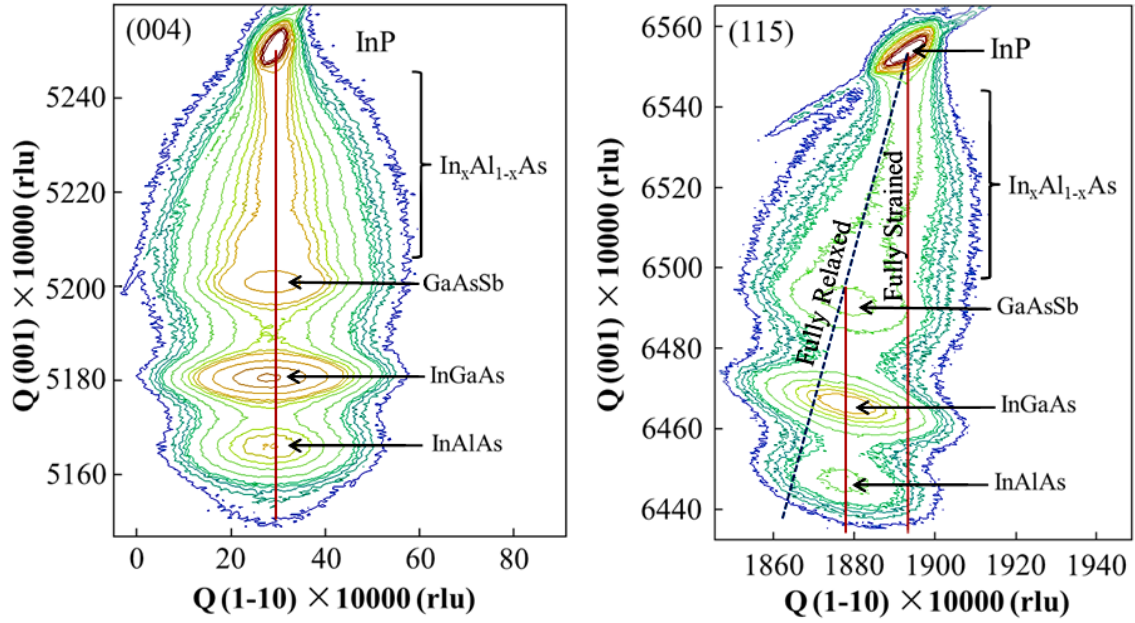 (004)
InP
5240
5220
5200
5180
5160
InₓAl₁₋ₓAs
GaAsSb
InGaAs
InAlAs
Q (001) × 10000 (rlu)
0 20 40 60 80
Q (1-10) × 10000 (rlu)
(115)
InP
6560
6540
6520
6500
6480
6460
6440
InₓAl₁₋ₓAs
Fully Relaxed
Fully Strained
GaAsSb
InGaAs
InAlAs
Q (001) × 10000 (rlu)
1860 1880 1900 1920 1940
Q (1-10) × 10000 (rlu)